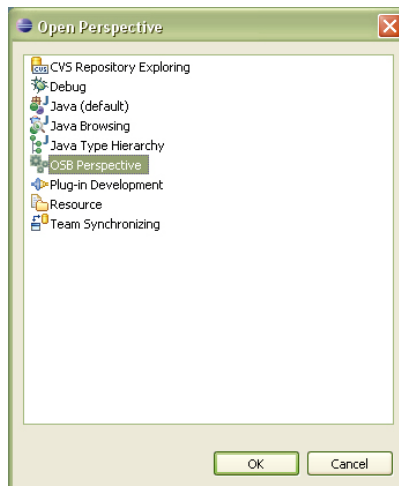 Open Perspective
CVS CVS Repository Exploring
Debug
Java (default)
Java Browsing
Java Type Hierarchy
OSB Perspective
Plug-in Development
Resource
Team Synchronizing
OK Cancel